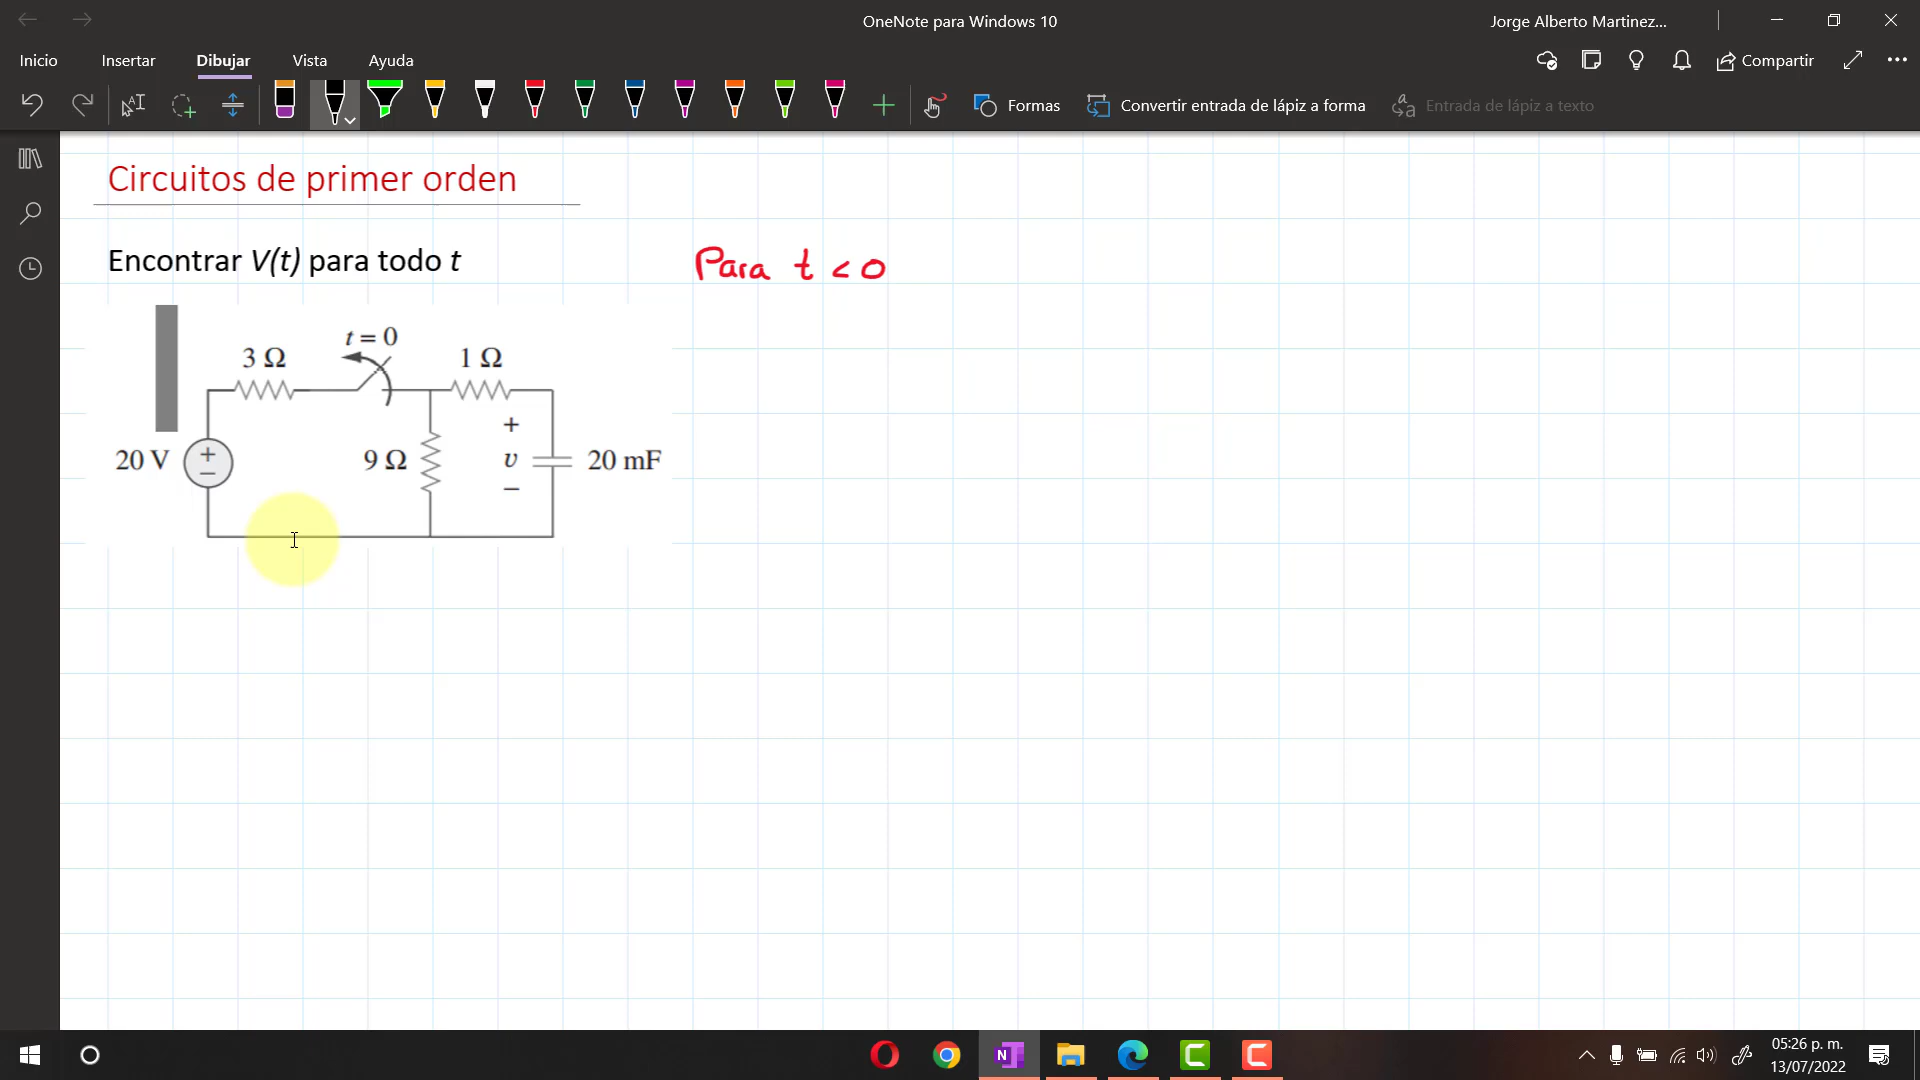 OneNote para Windows 10
Jorge Alberto Martinez...
Inicio
Insertar
Dibujar
Vista
Ayuda
Compartir
Formas
Convertir entrada de lápiz a forma
Entrada de lápiz a texto
Circuitos de primer orden
Encontrar V(t) para todo t
Para t < 0
t = 0
3 Ω
1 Ω
+
20 V
+
−
9 Ω
v
20 mF
−
05:26 p. m.
13/07/2022